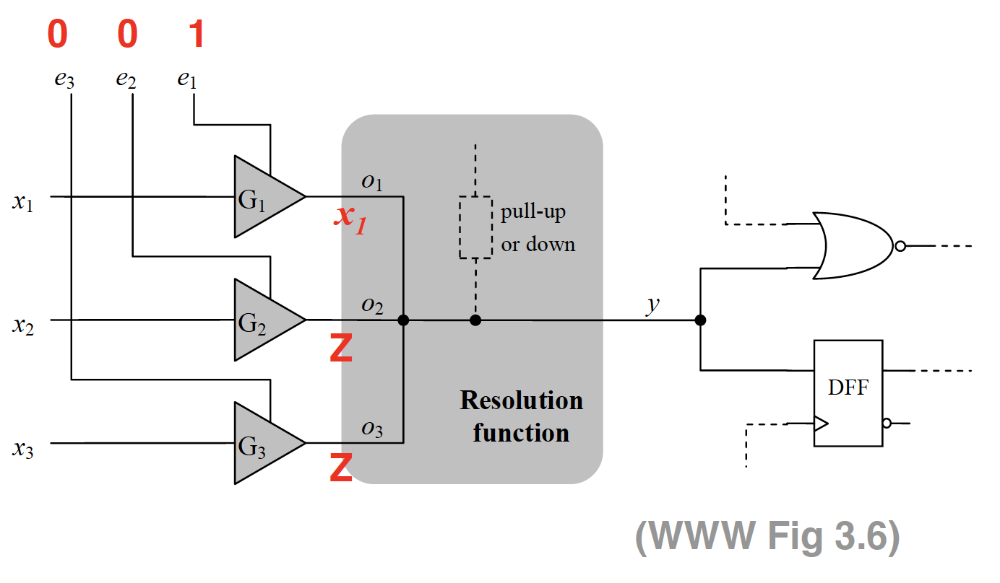 0 0 1
e3 e2 e1
o1
x1 G1 pull-up
x1
or down
o2 y
x2 G2
Z
DFF
Resolution
o3 function
x3 G3
Z
(WWW Fig 3.6)